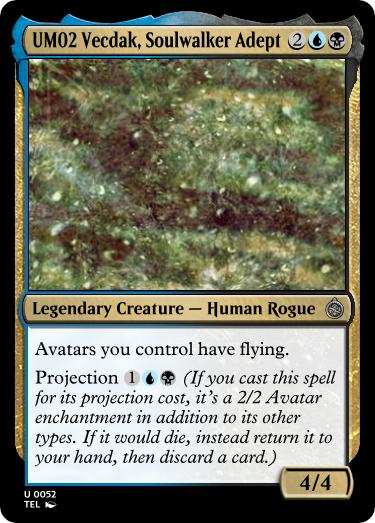 UM02 Vecdak, Soulwalker Adept 2
Legendary Creature — Human Rogue
Avatars you control have flying.
Projection 1 (If you cast this spell
for its projection cost, it's a 2/2 Avatar
enchantment in addition to its other
types. If it would die, instead return it to
your hand, then discard a card.)
4/4
U 0052
TEL